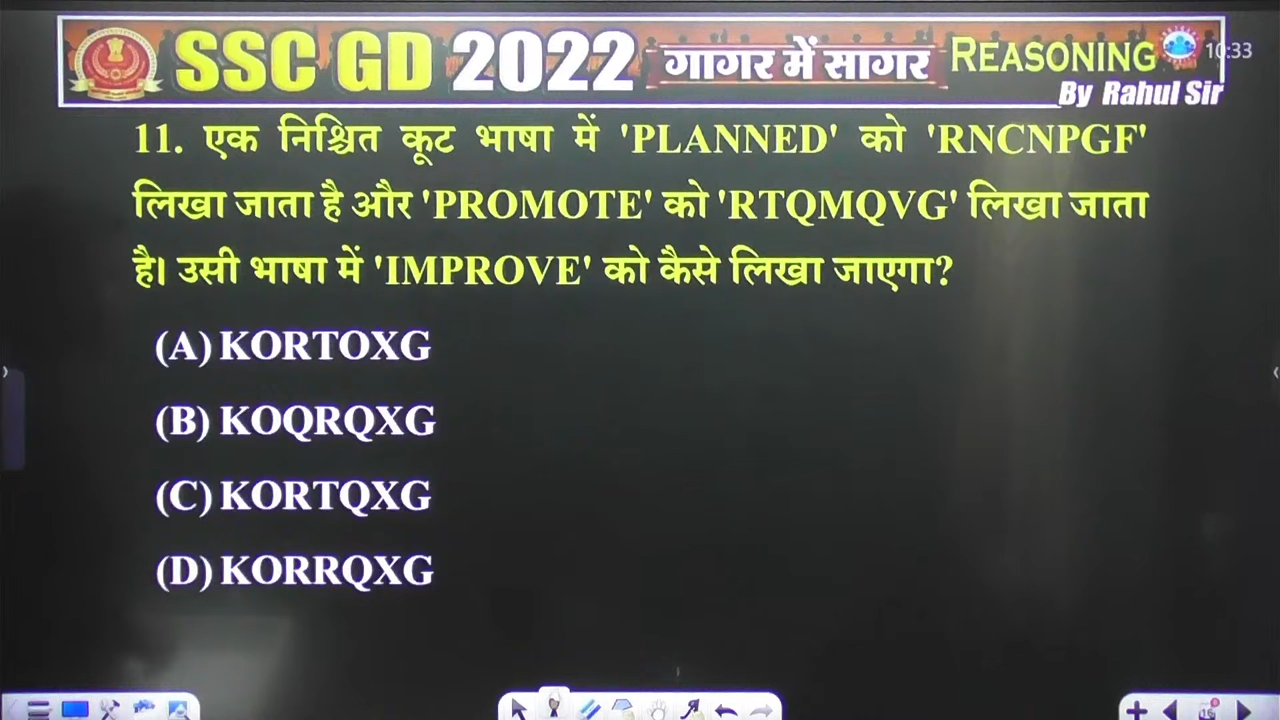 SSC GD 2022 गागर में सागर REASONING 10:33
By Rahul Sir
11. एक निश्चित कूट भाषा में 'PLANNED' को 'RNCNPGF'
लिखा जाता है और 'PROMOTE' को 'RTQMQVG' लिखा जाता
है। उसी भाषा में 'IMPROVE' को कैसे लिखा जाएगा?
(A) KORTOXG
(B) KOQRQXG
(C) KORTQXG
(D) KORRQXG
16